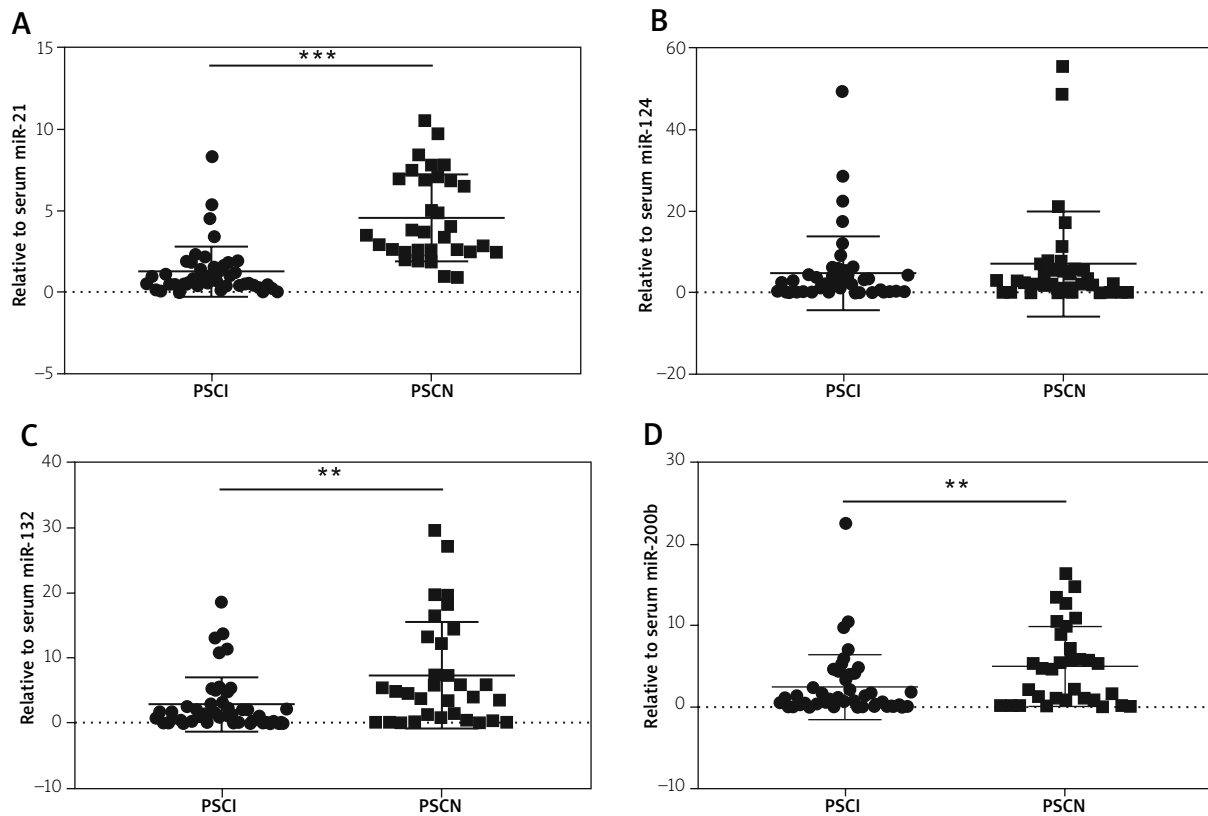 A
Relative to serum miR-21
15
10
5
0
–5
***
PSCI
PSCN
B
Relative to serum miR-124
60
40
20
0
–20
PSCI
PSCN
C
Relative to serum miR-132
40
30
20
10
0
–10
**
PSCI
PSCN
D
Relative to serum miR-200b
30
20
10
0
–10
**
PSCI
PSCN